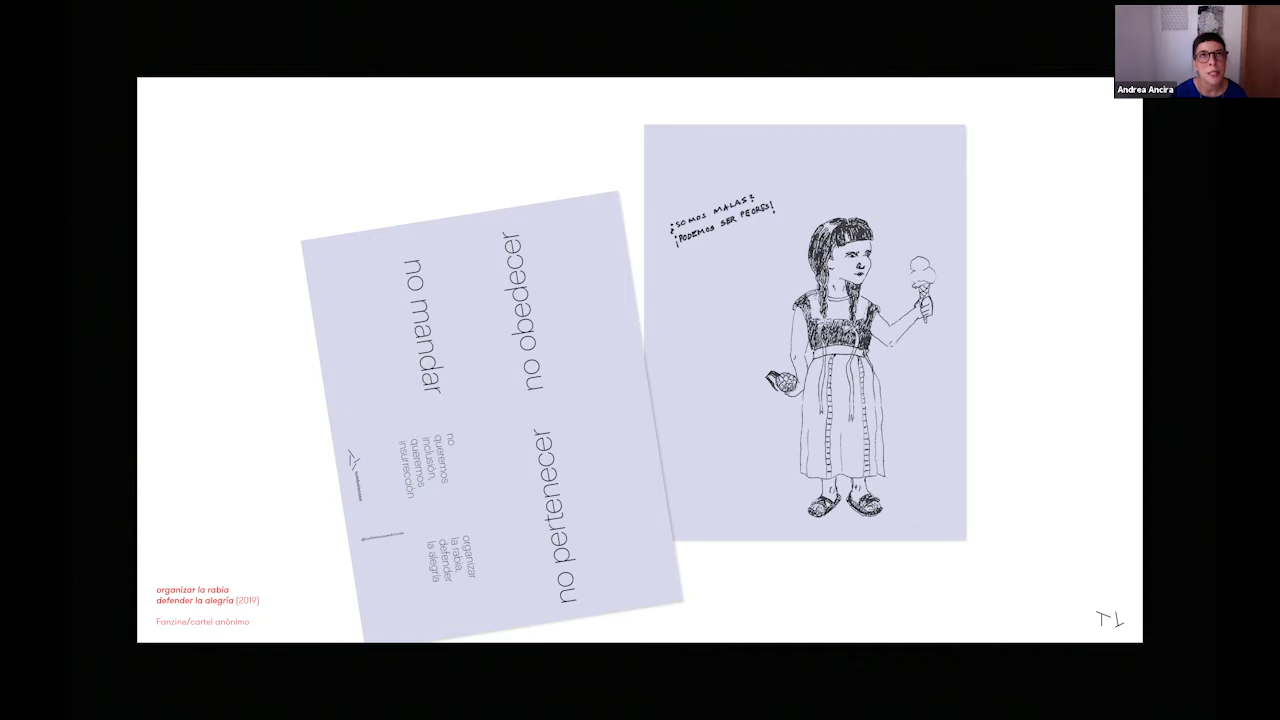 Andrea Ancira
¿SOMOS MALAS?
¡PODEMOS SER PEORES!
no mandar
no obedecer
no pertenecer
no
queremos
inclusión,
queremos
insurrección
organizar
la rabia,
defender
la alegría
organizar la rabia
defender la alegría (2019)
Fanzine/cartel anónimo